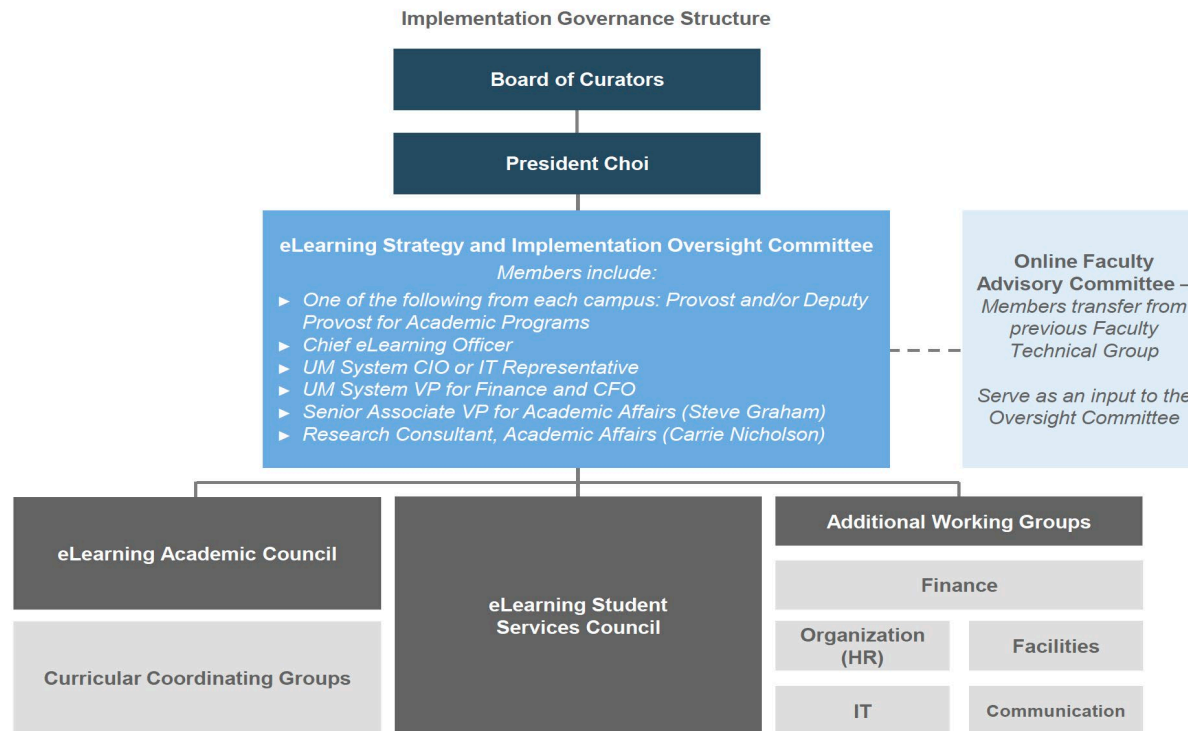 Implementation Governance Structure
Board of Curators
President Choi
eLearning Strategy and Implementation Oversight Committee
Members include:
► One of the following from each campus: Provost and/or Deputy
Provost for Academic Programs
► Chief eLearning Officer
► UM System CIO or IT Representative
► UM System VP for Finance and CFO
► Senior Associate VP for Academic Affairs (Steve Graham)
► Research Consultant, Academic Affairs (Carrie Nicholson)
Online Faculty
Advisory Committee –
Members transfer from
previous Faculty
Technical Group
Serve as an input to the
Oversight Committee
eLearning Academic Council
Curricular Coordinating Groups
eLearning Student
Services Council
Additional Working Groups
Finance
Organization
(HR)
Facilities
IT
Communication